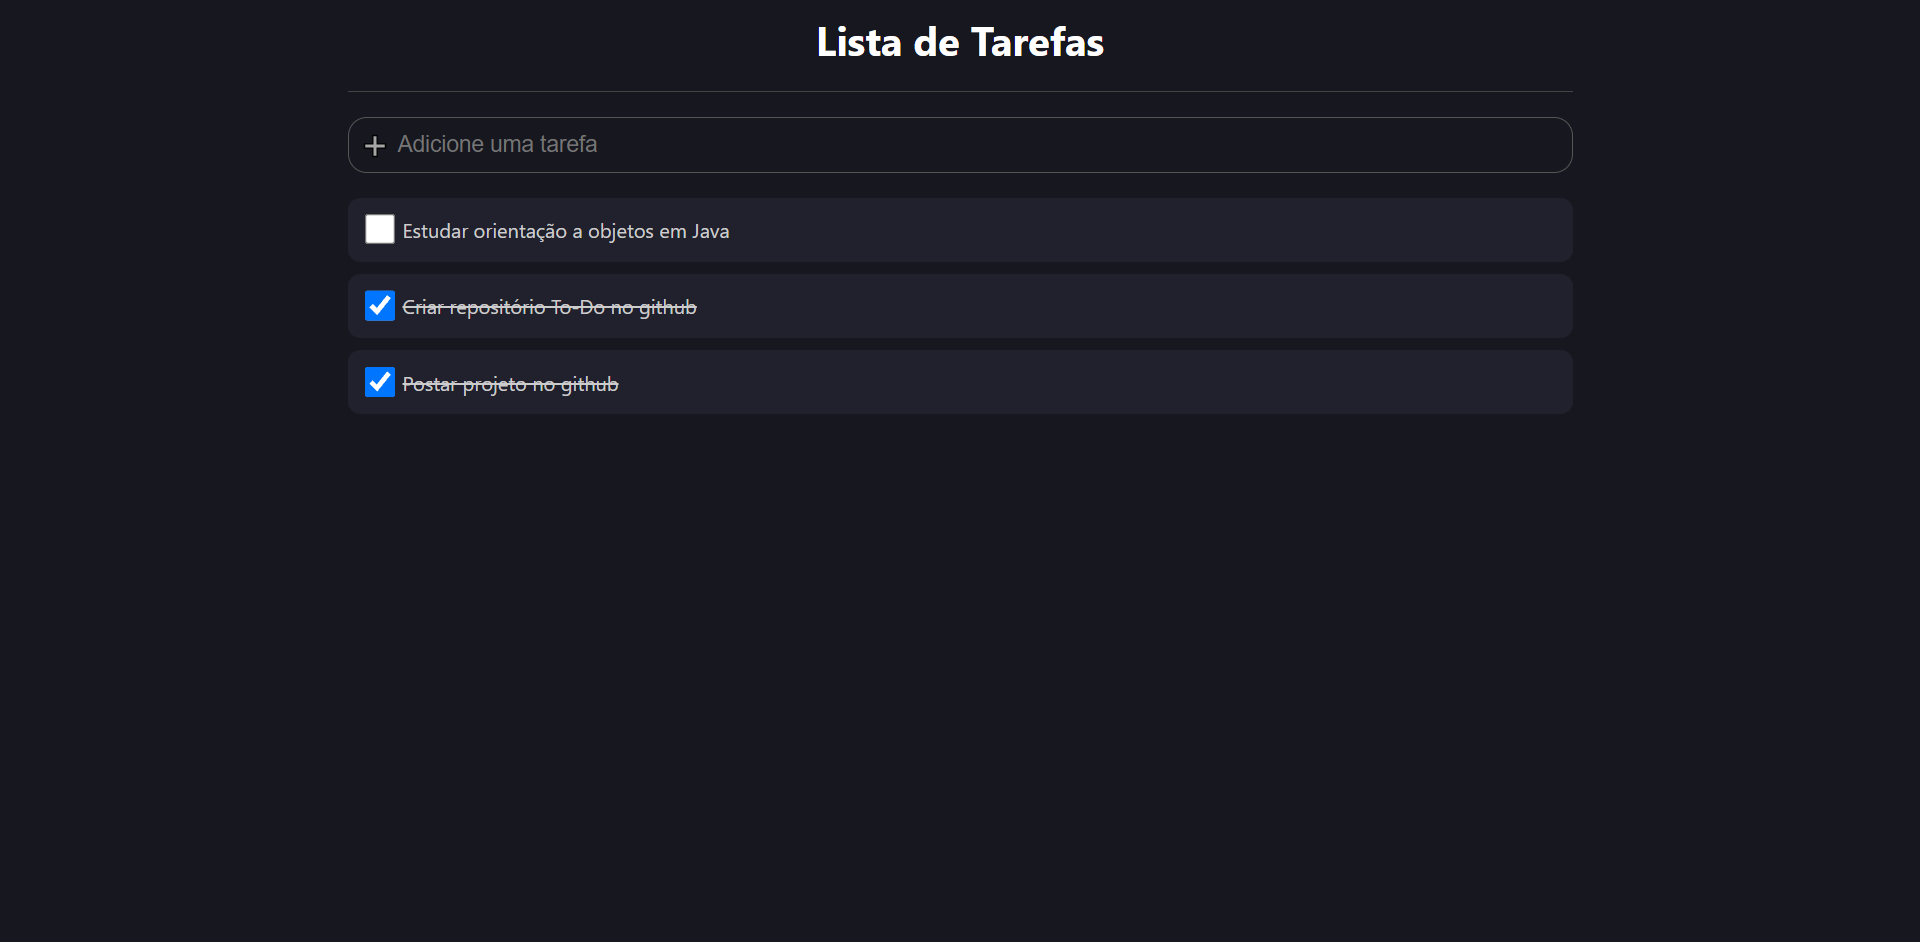 Lista de Tarefas
Adicione uma tarefa
Estudar orientação a objetos em Java
Criar repositório To-Do no github
Postar projeto no github